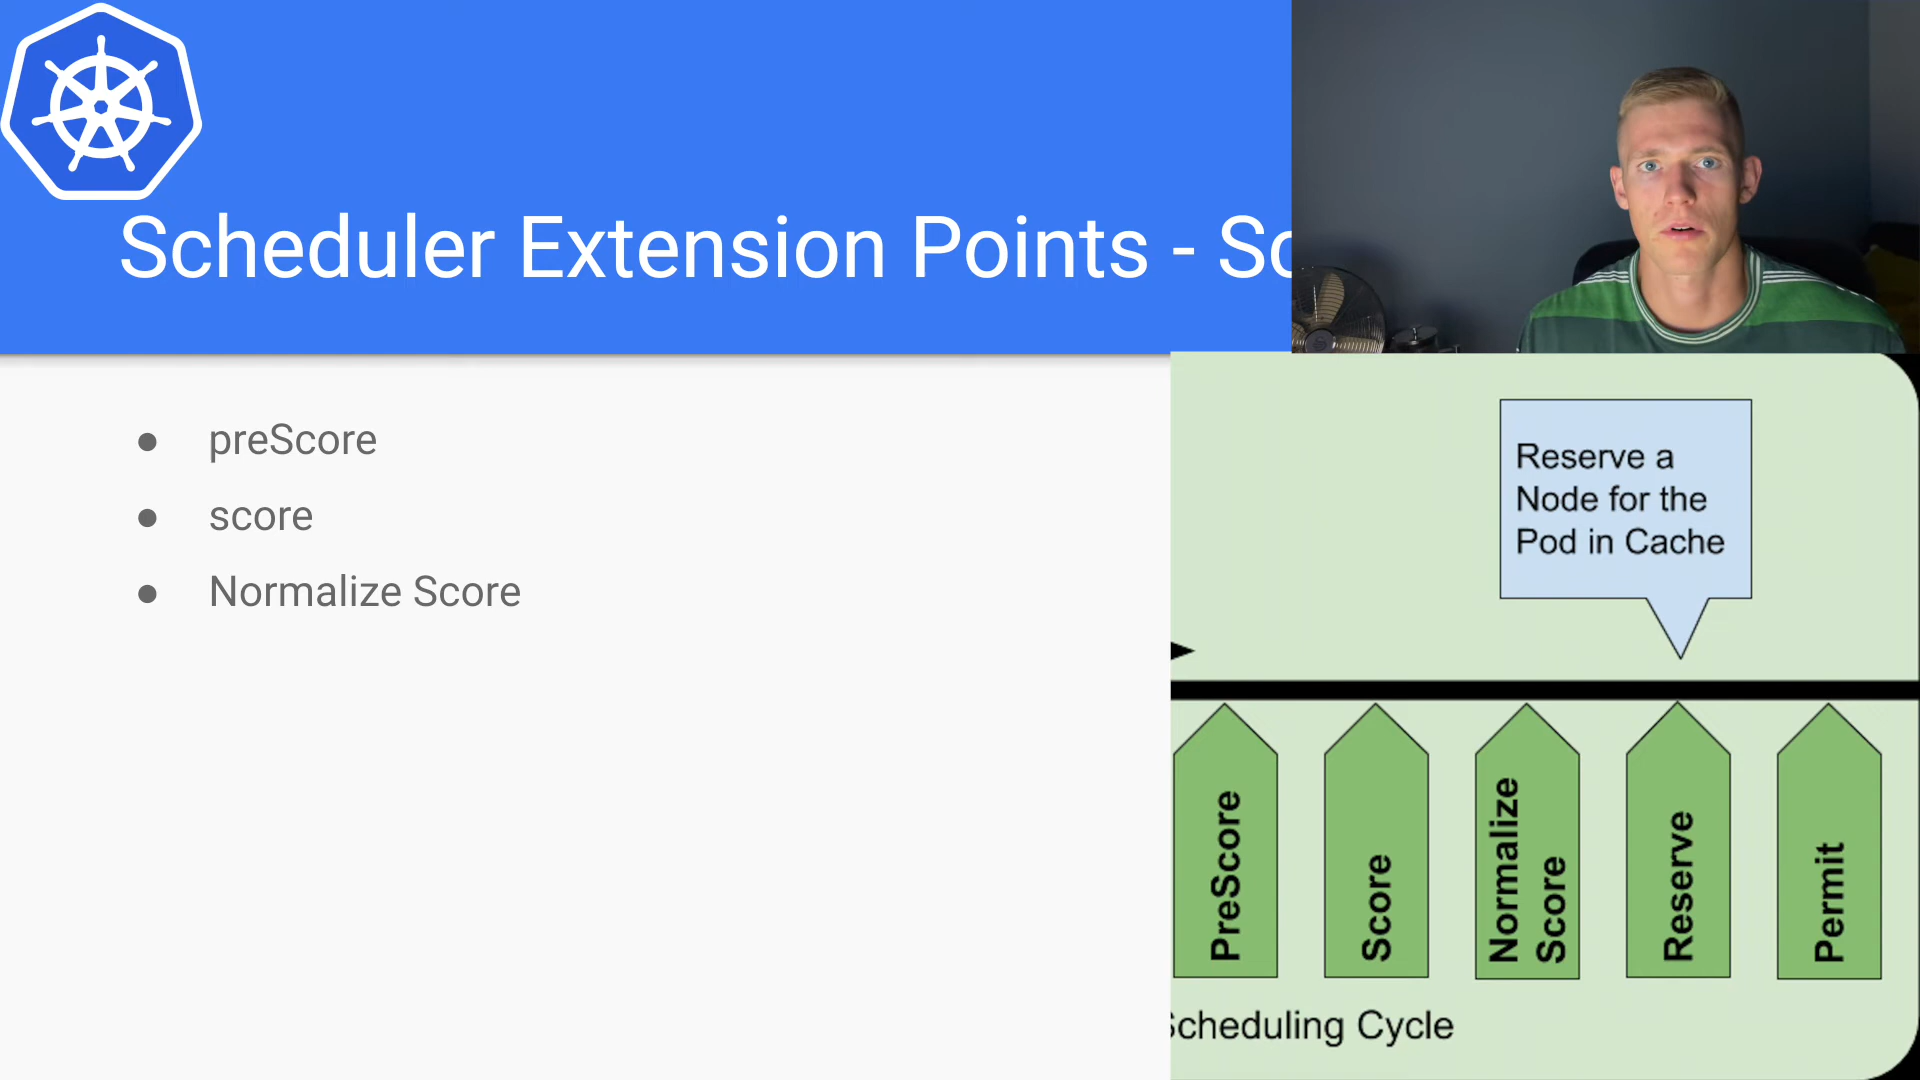 Scheduler Extension Points - Sc
preScore
score
Normalize Score
Reserve a
Node for the
Pod in Cache
PreScore
Score
Normalize
Score
Reserve
Permit
Scheduling Cycle